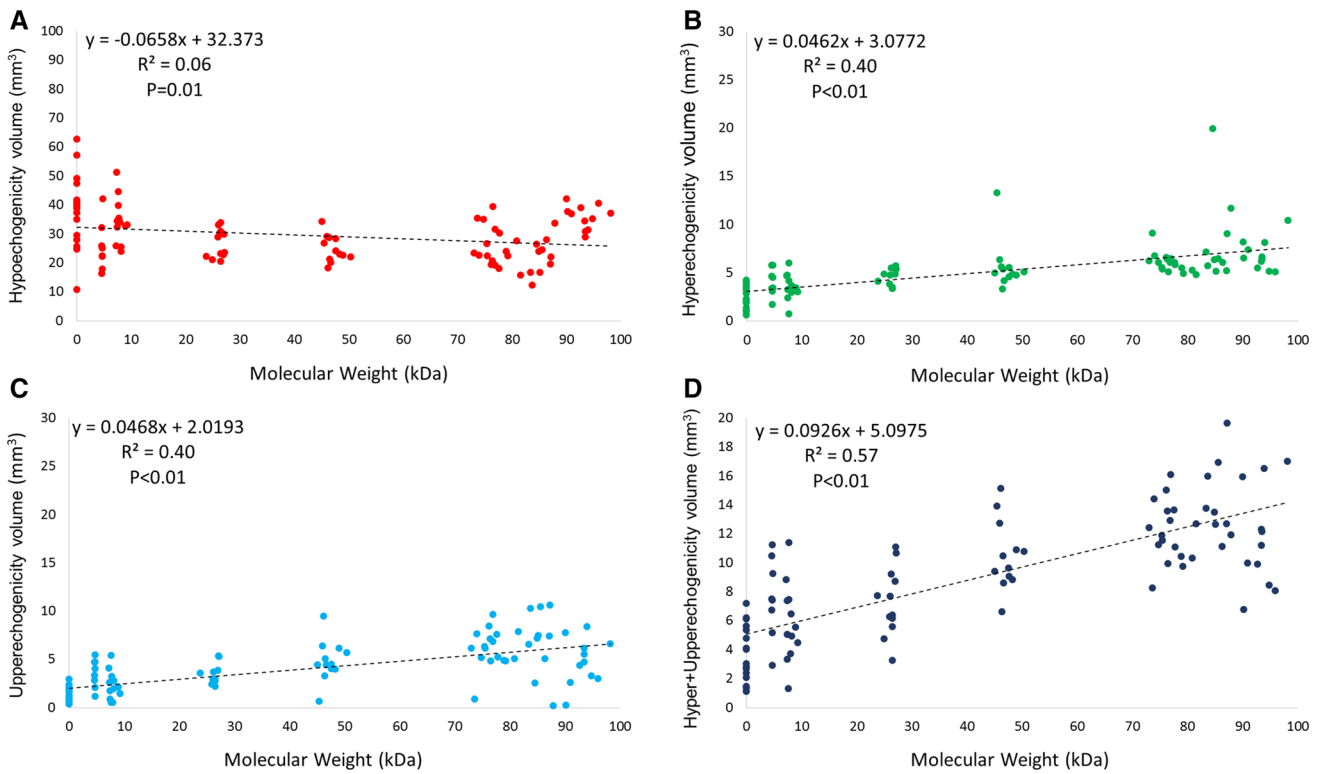 A
y = -0.0658x + 32.373
R² = 0.06
P=0.01
Hypoechogenicity volume (mm³)
100
90
80
70
60
50
40
30
20
10
0
0 10 20 30 40 50 60 70 80 90 100
Molecular Weight (kDa)
B
y = 0.0462x + 3.0772
R² = 0.40
P<0.01
Hyperechogenicity volume (mm³)
30
25
20
15
10
5
0
0 10 20 30 40 50 60 70 80 90 100
Molecular Weight (kDa)
C
y = 0.0468x + 2.0193
R² = 0.40
P<0.01
Upperechogenicity volume (mm³)
30
25
20
15
10
5
0
0 10 20 30 40 50 60 70 80 90 100
Molecular Weight (kDa)
D
y = 0.0926x + 5.0975
R² = 0.57
P<0.01
Hyper+Upperechogenicity volume (mm³)
20
18
16
14
12
10
8
6
4
2
0
0 10 20 30 40 50 60 70 80 90 100
Molecular Weight (kDa)